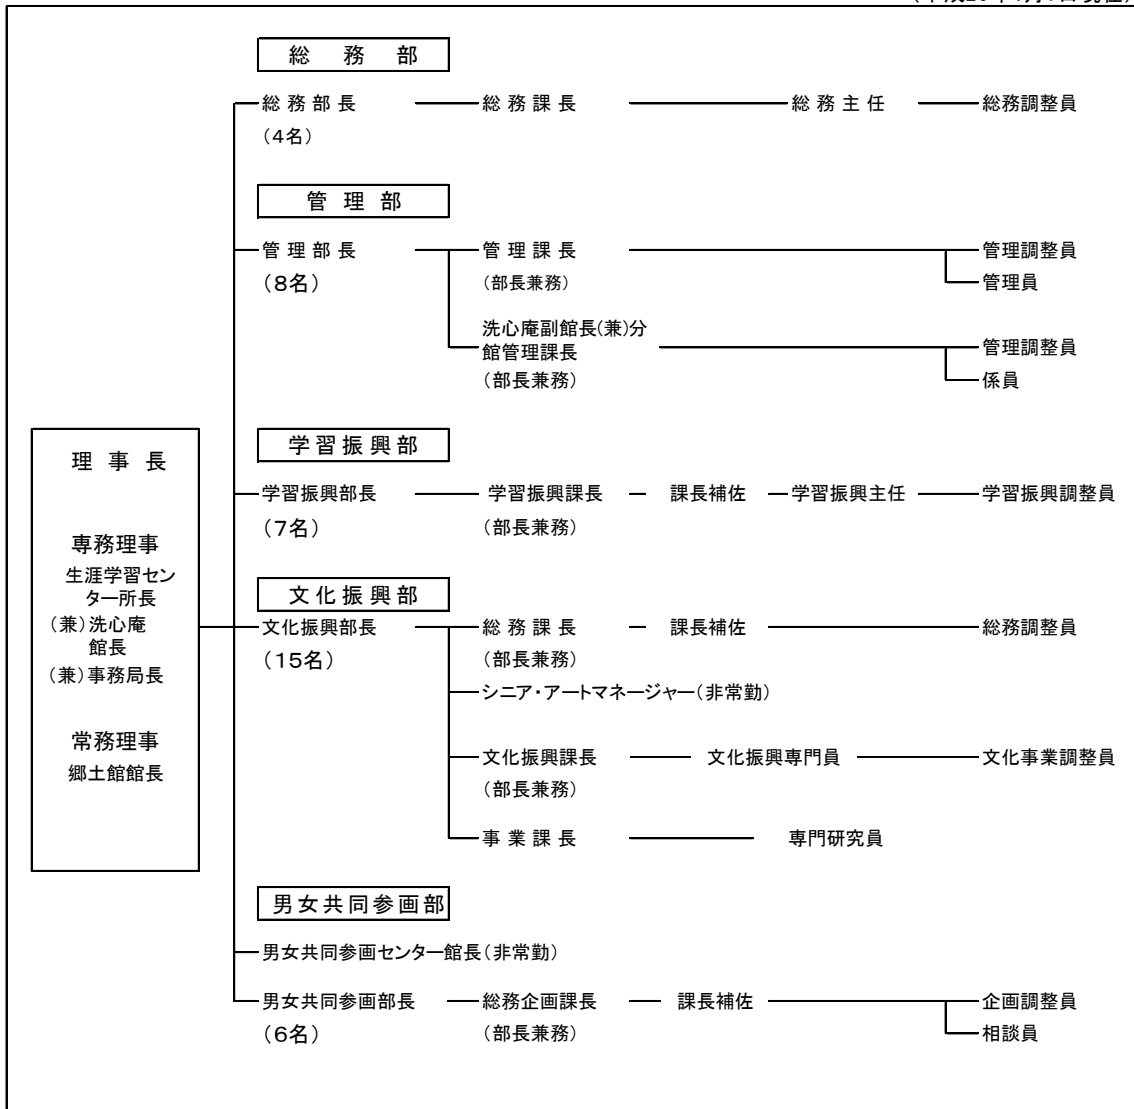 総 務 部
総 務 部 長 総 務 課 長 総 務 主 任 総務調整員
(4名)
管 理 部
管 理 部 長 管 理 課 長 管理調整員
(8名) (部長兼務) 管理員
洗心庵副館長(兼)分
館管理課長 管理調整員
(部長兼務) 係員
学 習 振 興 部
学習振興部長 学習振興課長 課長補佐 学習振興主任 学習振興調整員
(7名) (部長兼務)
文 化 振 興 部
文化振興部長 総 務 課 長 課長補佐 総務調整員
(15名) (部長兼務)
シニア・アートマネージャー(非常勤)
文化振興課長 文化振興専門員 文化事業調整員
(部長兼務)
事 業 課 長 専門研究員
男女共同参画部
男女共同参画センター館長(非常勤)
男女共同参画部長 総務企画課長 課長補佐 企画調整員
(6名) (部長兼務) 相談員
理 事 長
専務理事
生涯学習セン
ター所長
(兼)洗心庵
館長
(兼)事務局長
常務理事
郷土館館長